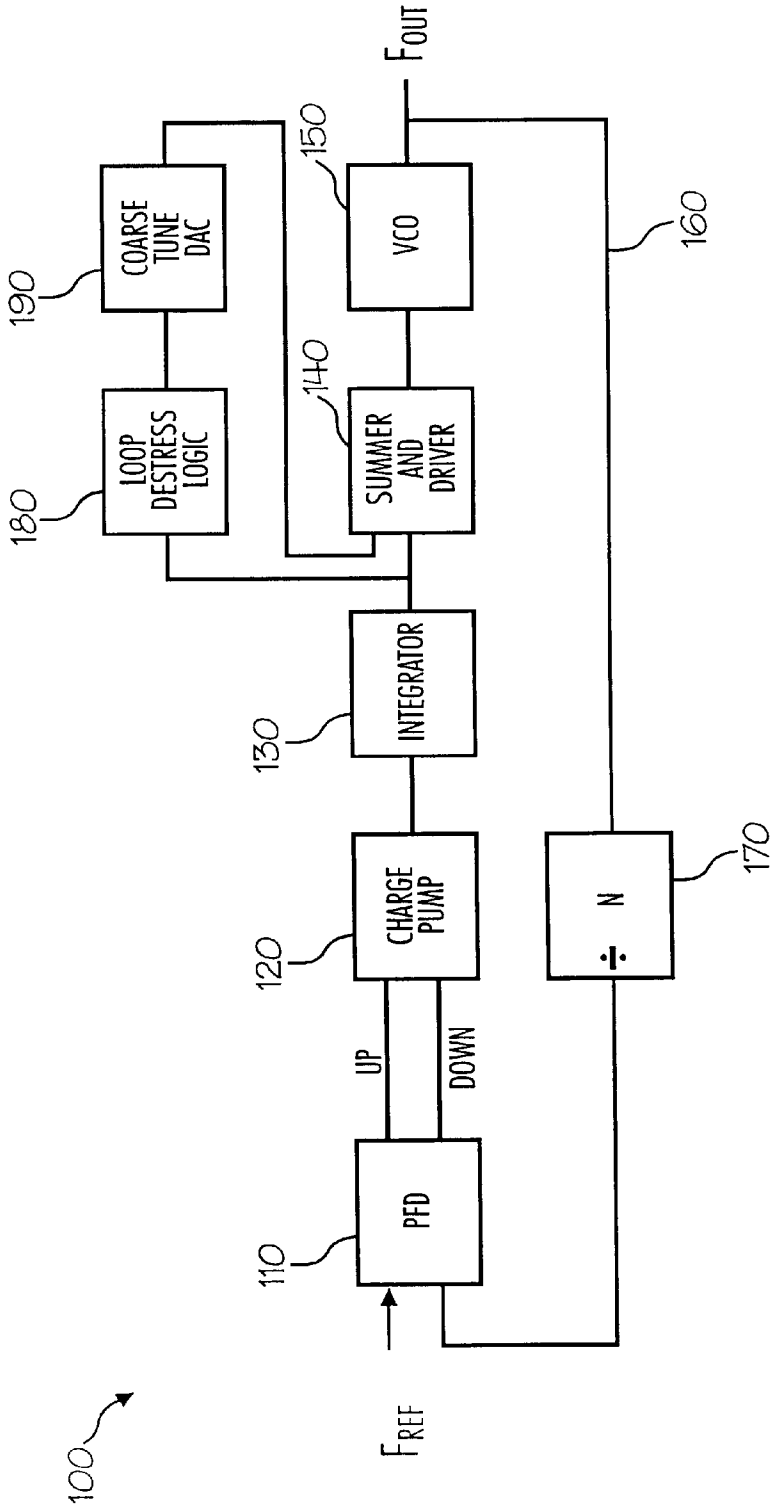 100
FREF
110
PFD
UP
DOWN
120
CHARGE
PUMP
130
INTEGRATOR
140
SUMMER
AND
DRIVER
150
VCO
FOUT
160
170
÷ N
180
LOOP
DESTRESS
LOGIC
190
COARSE
TUNE
DAC